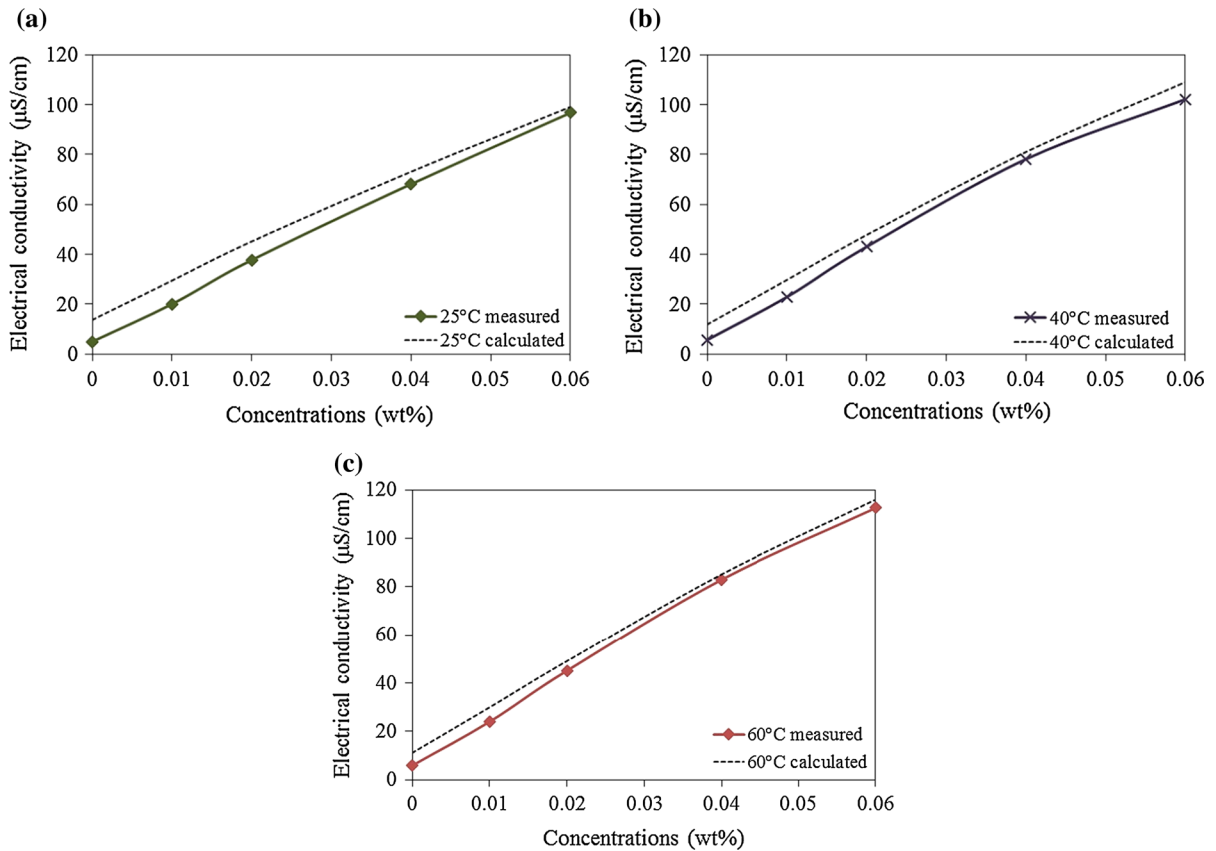 (a)
120
100
80
60
40
20
0
Electrical conductivity (µS/cm)
25°C measured
25°C calculated
0 0.01 0.02 0.03 0.04 0.05 0.06
Concentrations (wt%)
(b)
120
100
80
60
40
20
0
Electrical conductivity (µS/cm)
40°C measured
40°C calculated
0 0.01 0.02 0.03 0.04 0.05 0.06
Concentrations (wt%)
(c)
120
100
80
60
40
20
0
Electrical conductivity (µS/cm)
60°C measured
60°C calculated
0 0.01 0.02 0.03 0.04 0.05 0.06
Concentrations (wt%)